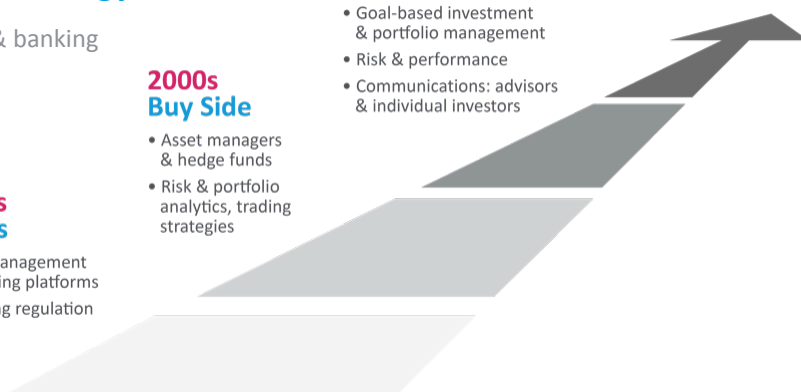 & banking
• Goal-based investment
& portfolio management
• Risk & performance
• Communications: advisors
& individual investors
2000s
Buy Side
• Asset managers
& hedge funds
• Risk & portfolio
analytics, trading
strategies
s
s
anagement
ing platforms
g regulation